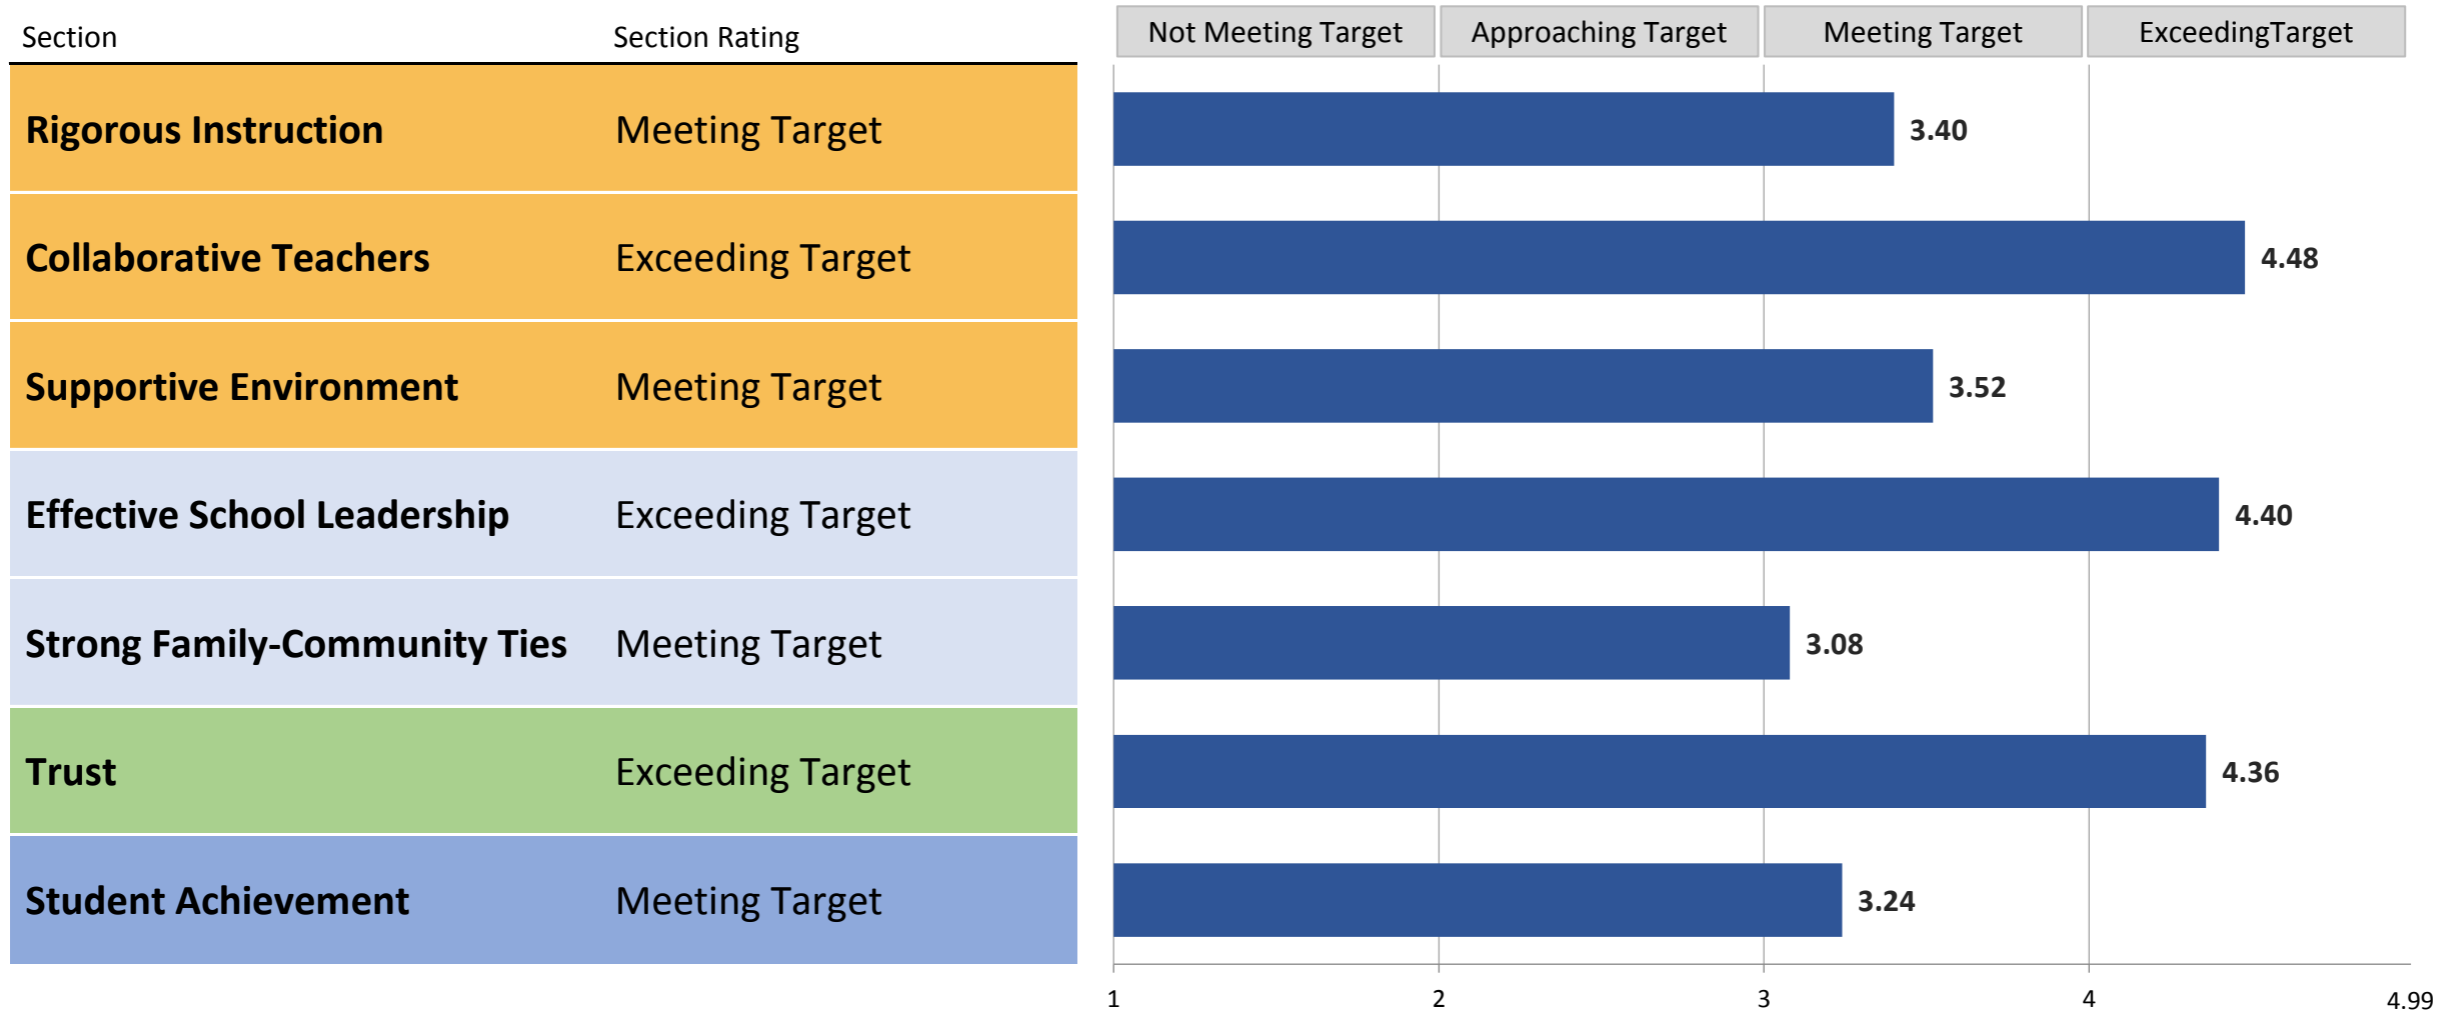 Section Section Rating Not Meeting Target Approaching Target Meeting Target ExceedingTarget
Rigorous Instruction Meeting Target 3.40
Collaborative Teachers Exceeding Target 4.48
Supportive Environment Meeting Target 3.52
Effective School Leadership Exceeding Target 4.40
Strong Family-Community Ties Meeting Target 3.08
Trust Exceeding Target 4.36
Student Achievement Meeting Target 3.24
1 2 3 4 4.99